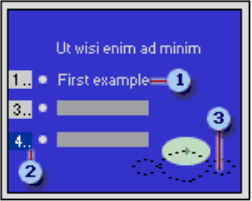 Ut wisi enim ad minim
1.. First example 1
3.. 3
4..
2